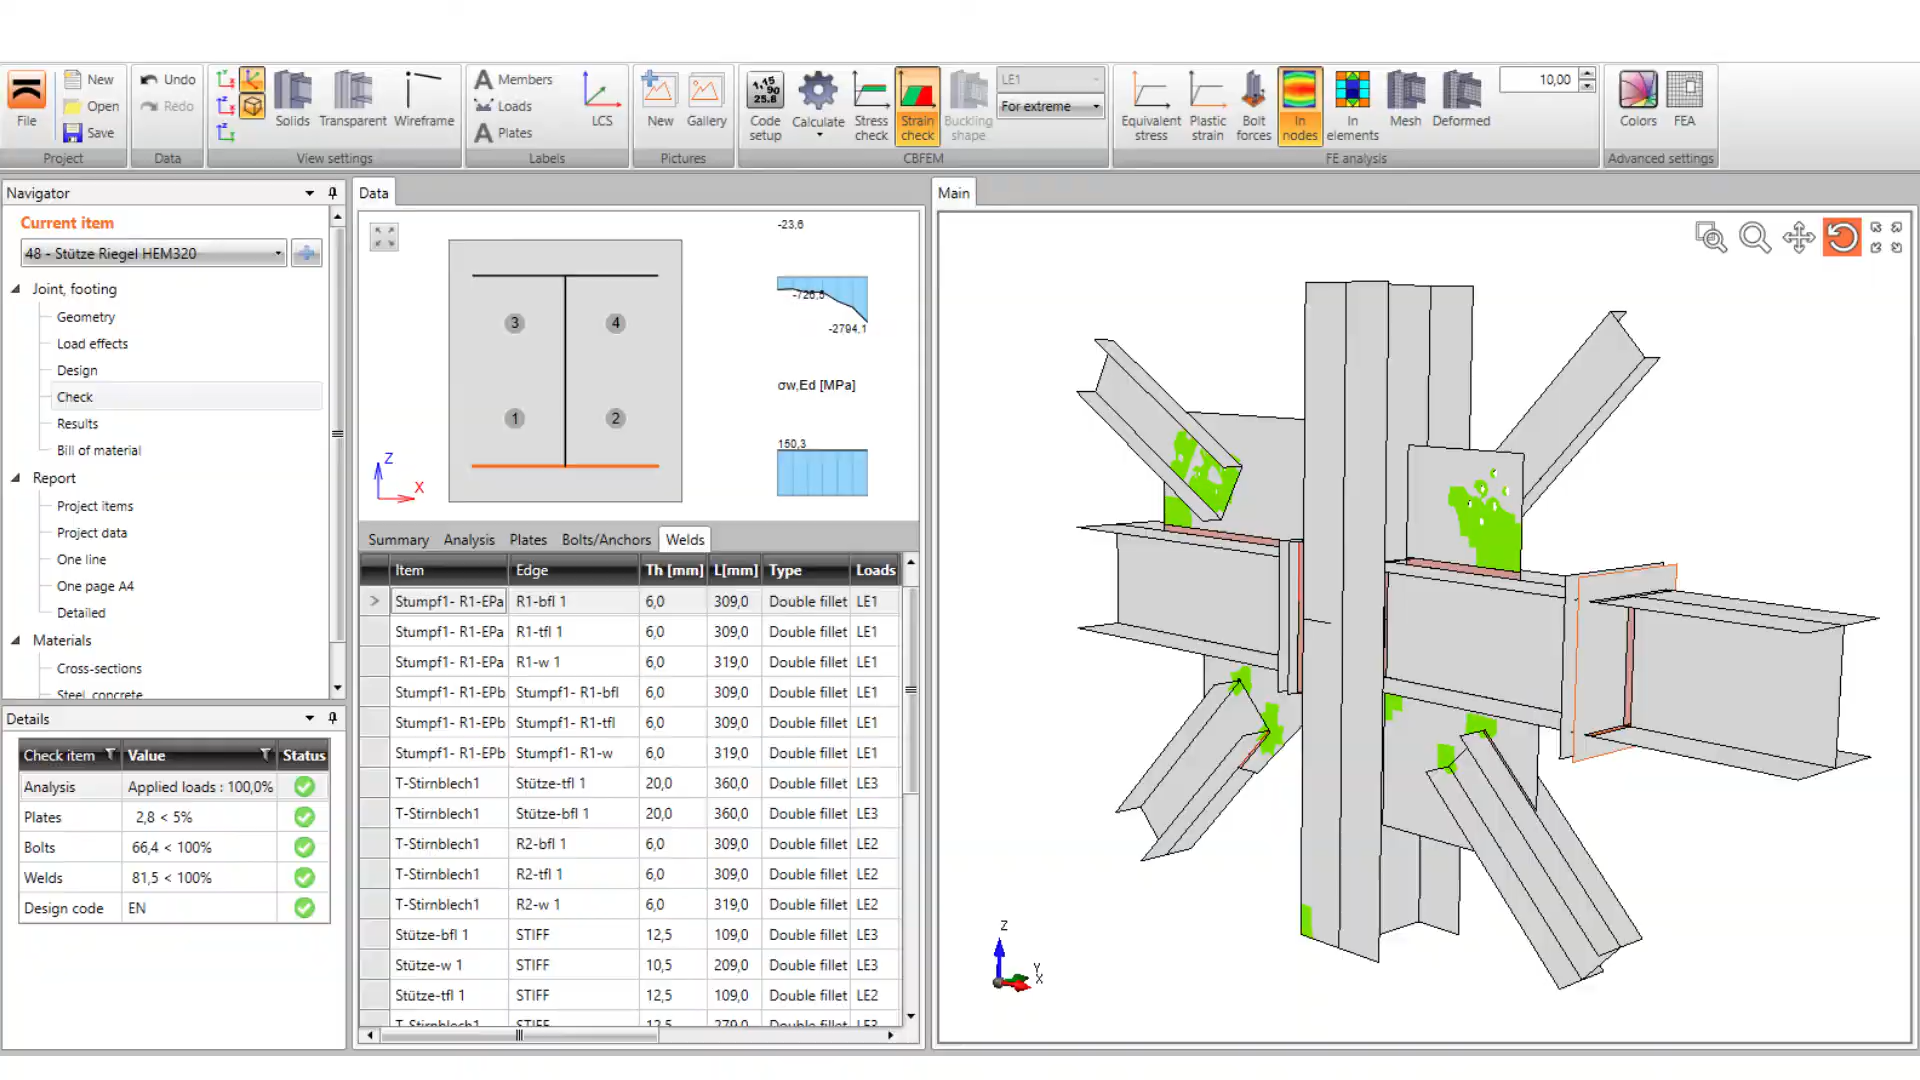 File
New
Open
Save
Project
Undo
Redo
Data
Solids
Transparent
Wireframe
View settings
Members
Loads
Plates
LCS
Labels
New
Gallery
Pictures
Code setup
Calculate
Stress check
Strain check
Buckling shape
LE1
For extreme
CBFEM
Equivalent stress
Plastic strain
Bolt forces
In nodes
In elements
Mesh
Deformed
10,00
FE analysis
Colors
FEA
Advanced settings
Navigator
Current item
48 - Stütze Riegel HEM320
Joint, footing
Geometry
Load effects
Design
Check
Results
Bill of material
Report
Project items
Project data
One line
One page A4
Detailed
Materials
Cross-sections
Steel, concrete
Details
Check item Value Status
Analysis Applied loads : 100,0%
Plates 2,8 < 5%
Bolts 66,4 < 100%
Welds 81,5 < 100%
Design code EN
Data
3 4
1 2
Z
X
-23,6
-726,6
-2794,1
σw,Ed [MPa]
150,3
Summary Analysis Plates Bolts/Anchors Welds
Item Edge Th [mm] L[mm] Type Loads
> Stumpf1- R1-EPa R1-bfl 1 6,0 309,0 Double fillet LE1
Stumpf1- R1-EPa R1-tfl 1 6,0 309,0 Double fillet LE1
Stumpf1- R1-EPa R1-w 1 6,0 319,0 Double fillet LE1
Stumpf1- R1-EPb Stumpf1- R1-bfl 6,0 309,0 Double fillet LE1
Stumpf1- R1-EPb Stumpf1- R1-tfl 6,0 309,0 Double fillet LE1
Stumpf1- R1-EPb Stumpf1- R1-w 6,0 319,0 Double fillet LE1
T-Stirnblech1 Stütze-tfl 1 20,0 360,0 Double fillet LE3
T-Stirnblech1 Stütze-bfl 1 20,0 360,0 Double fillet LE3
T-Stirnblech1 R2-bfl 1 6,0 309,0 Double fillet LE2
T-Stirnblech1 R2-tfl 1 6,0 309,0 Double fillet LE2
T-Stirnblech1 R2-w 1 6,0 319,0 Double fillet LE2
Stütze-bfl 1 STIFF 12,5 109,0 Double fillet LE3
Stütze-w 1 STIFF 10,5 209,0 Double fillet LE3
Stütze-tfl 1 STIFF 12,5 109,0 Double fillet LE2
T-Stirnblech1 STIFF 12,5 279,0 Double fillet LE3
Main
Z
Y
X